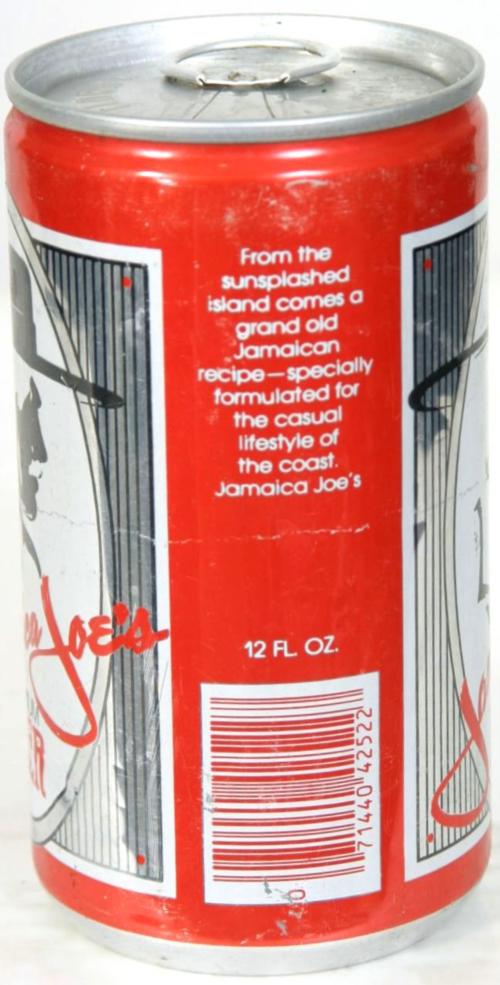 From the
sunsplashed
island comes a
grand old
Jamaican
recipe—specially
formulated for
the casual
lifestyle of
the coast.
Jamaica Joe's
12 FL. OZ.
71440 42522
0
Joe's